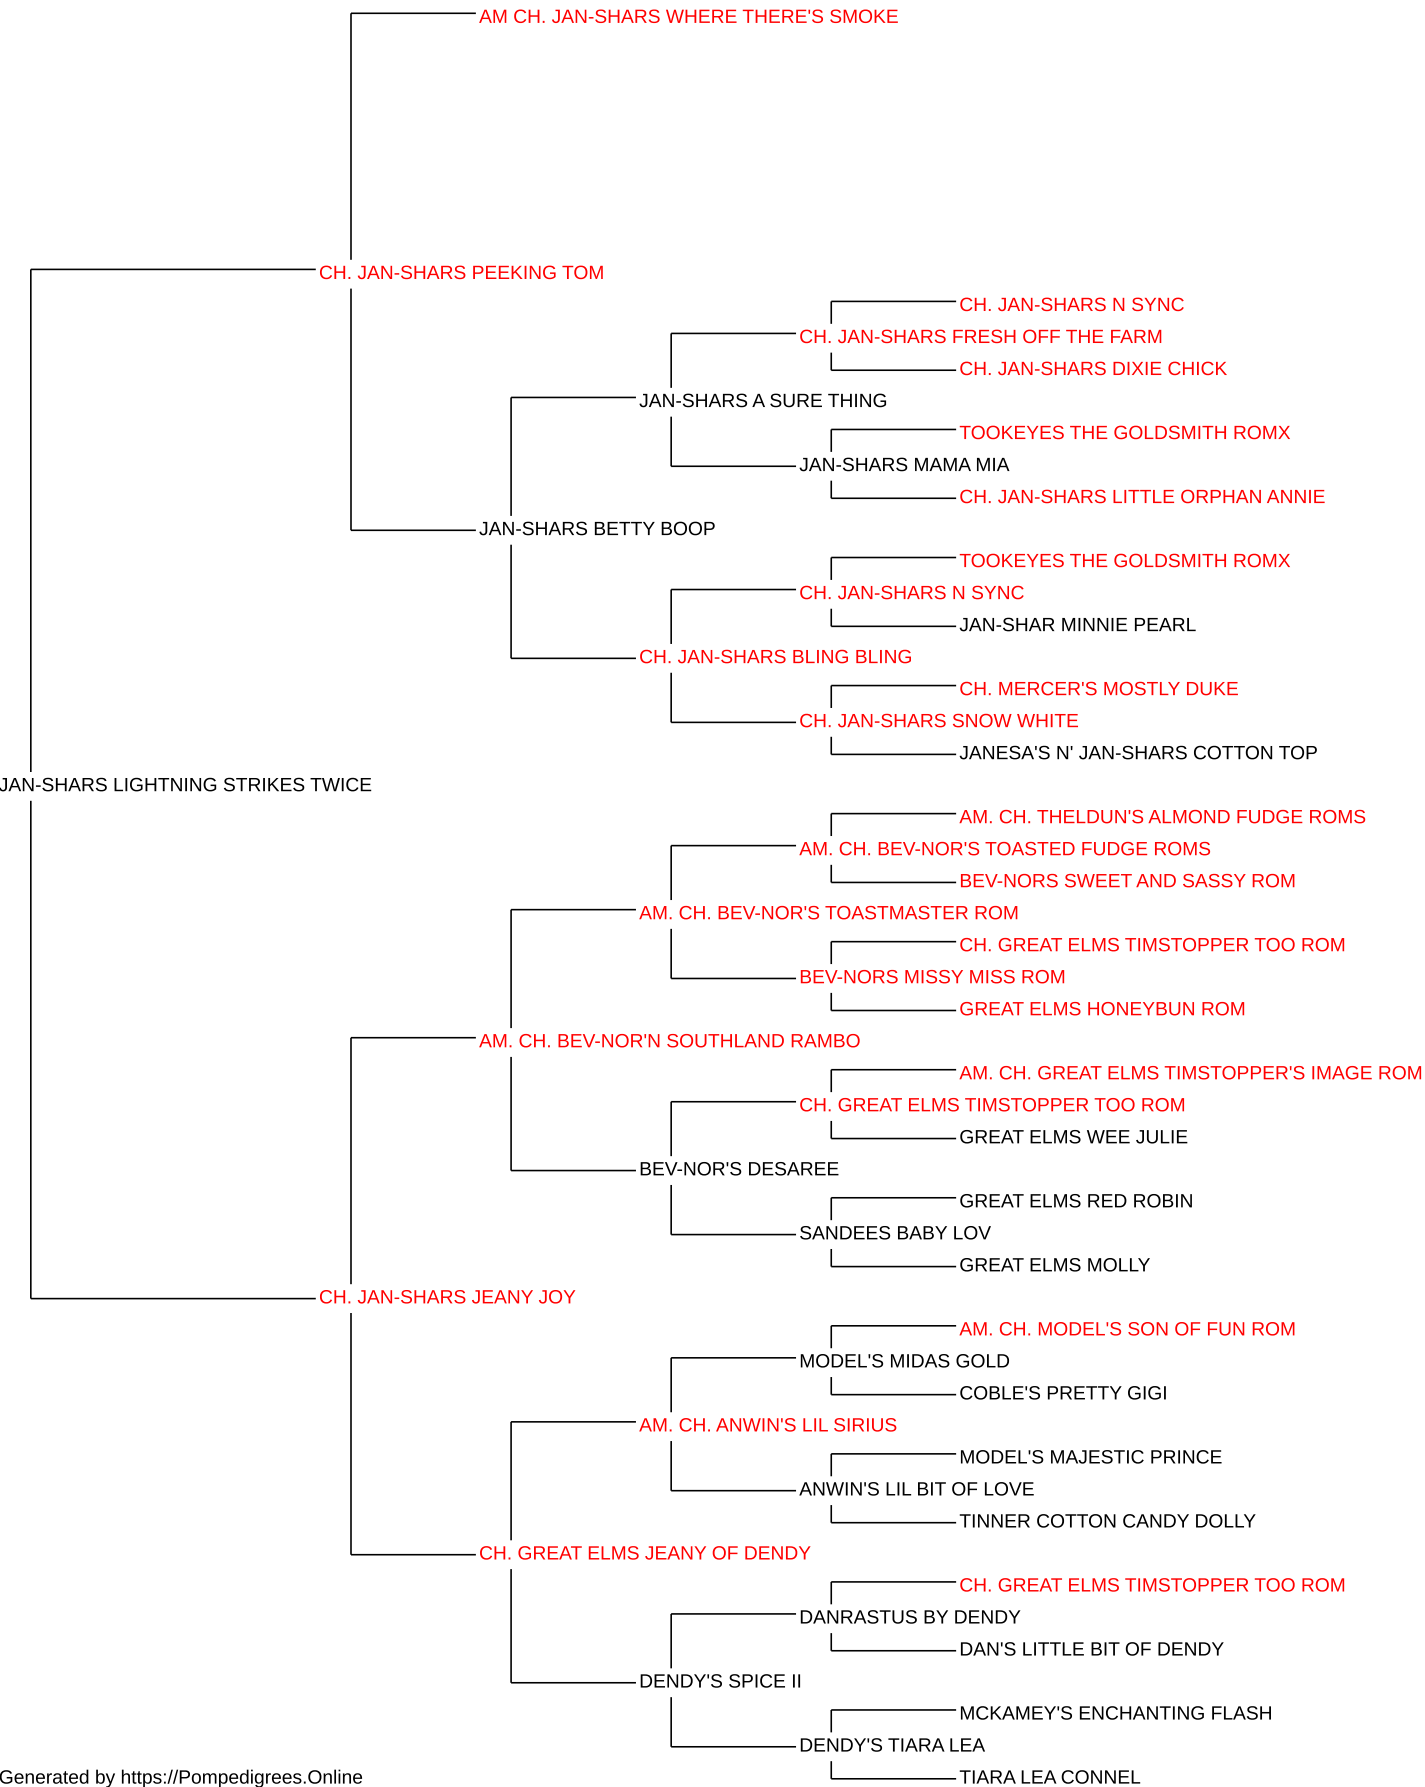 AM CH. JAN-SHARS WHERE THERE'S SMOKE
CH. JAN-SHARS PEEKING TOM
CH. JAN-SHARS N SYNC
CH. JAN-SHARS FRESH OFF THE FARM
CH. JAN-SHARS DIXIE CHICK
JAN-SHARS A SURE THING
TOOKEYES THE GOLDSMITH ROMX
JAN-SHARS MAMA MIA
CH. JAN-SHARS LITTLE ORPHAN ANNIE
JAN-SHARS BETTY BOOP
TOOKEYES THE GOLDSMITH ROMX
CH. JAN-SHARS N SYNC
JAN-SHAR MINNIE PEARL
CH. JAN-SHARS BLING BLING
CH. MERCER'S MOSTLY DUKE
CH. JAN-SHARS SNOW WHITE
JANESA'S N' JAN-SHARS COTTON TOP
JAN-SHARS LIGHTNING STRIKES TWICE
AM. CH. THELDUN'S ALMOND FUDGE ROMS
AM. CH. BEV-NOR'S TOASTED FUDGE ROMS
BEV-NORS SWEET AND SASSY ROM
AM. CH. BEV-NOR'S TOASTMASTER ROM
CH. GREAT ELMS TIMSTOPPER TOO ROM
BEV-NORS MISSY MISS ROM
GREAT ELMS HONEYBUN ROM
AM. CH. BEV-NOR'N SOUTHLAND RAMBO
AM. CH. GREAT ELMS TIMSTOPPER'S IMAGE ROM
CH. GREAT ELMS TIMSTOPPER TOO ROM
GREAT ELMS WEE JULIE
BEV-NOR'S DESAREE
GREAT ELMS RED ROBIN
SANDEES BABY LOV
GREAT ELMS MOLLY
CH. JAN-SHARS JEANY JOY
AM. CH. MODEL'S SON OF FUN ROM
MODEL'S MIDAS GOLD
COBLE'S PRETTY GIGI
AM. CH. ANWIN'S LIL SIRIUS
MODEL'S MAJESTIC PRINCE
ANWIN'S LIL BIT OF LOVE
TINNER COTTON CANDY DOLLY
CH. GREAT ELMS JEANY OF DENDY
CH. GREAT ELMS TIMSTOPPER TOO ROM
DANRASTUS BY DENDY
DAN'S LITTLE BIT OF DENDY
DENDY'S SPICE II
MCKAMEY'S ENCHANTING FLASH
DENDY'S TIARA LEA
TIARA LEA CONNEL
Generated by https://Pompedigrees.Online